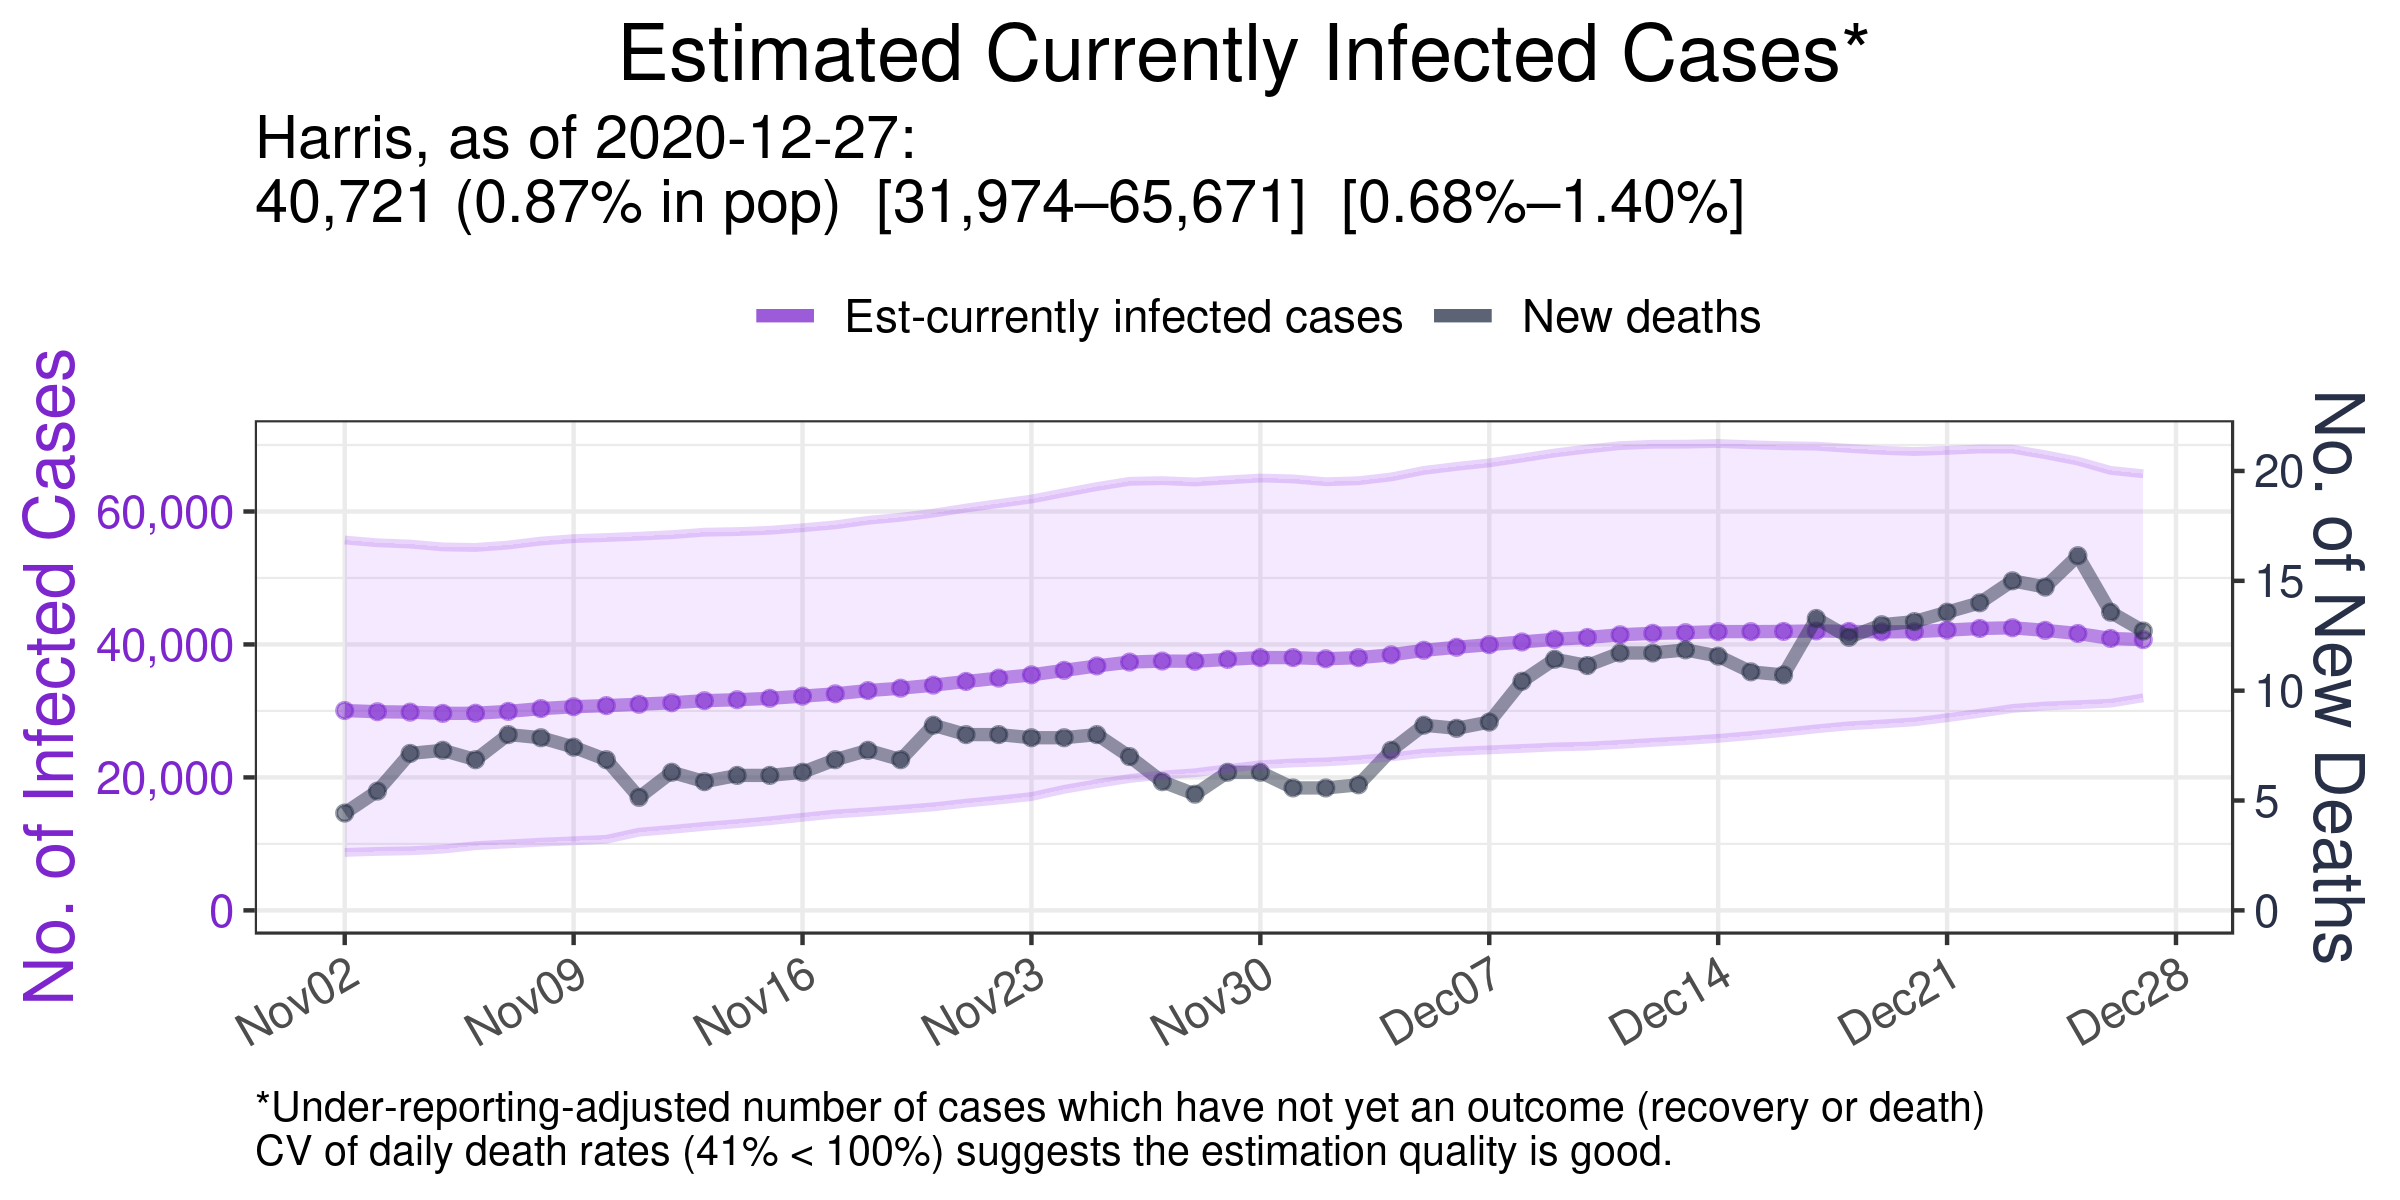 Estimated Currently Infected Cases*
Harris, as of 2020-12-27:
40,721 (0.87% in pop)  [31,974–65,671]  [0.68%–1.40%]
Est-currently infected cases
New deaths
No. of Infected Cases
60,000
40,000
20,000
0
20
15
10
5
0
No. of New Deaths
Nov02
Nov09
Nov16
Nov23
Nov30
Dec07
Dec14
Dec21
Dec28
*Under-reporting-adjusted number of cases which have not yet an outcome (recovery or death)
CV of daily death rates (41% < 100%) suggests the estimation quality is good.